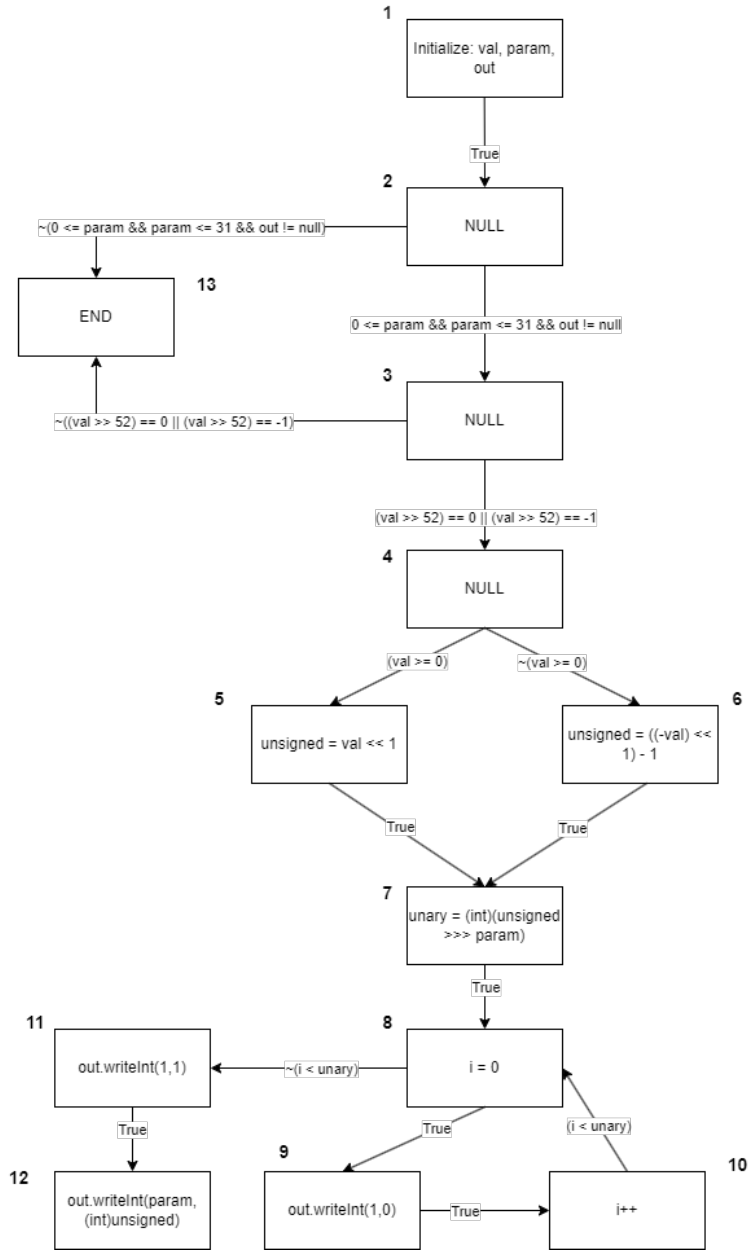 1
Initialize: val, param,
out
True
2
NULL
~(0 <= param && param <= 31 && out != null)
13
END
0 <= param && param <= 31 && out != null
3
NULL
~((val >> 52) == 0 || (val >> 52) == -1)
(val >> 52) == 0 || (val >> 52) == -1
4
NULL
(val >= 0)
~(val >= 0)
5
unsigned = val << 1
6
unsigned = ((-val) <<
1) - 1
True
True
7
unary = (int)(unsigned
>>> param)
True
8
i = 0
11
out.writeInt(1,1)
~(i < unary)
True
True
(i < unary)
9
out.writeInt(1,0)
True
10
i++
12
out.writeInt(param,
(int)unsigned)